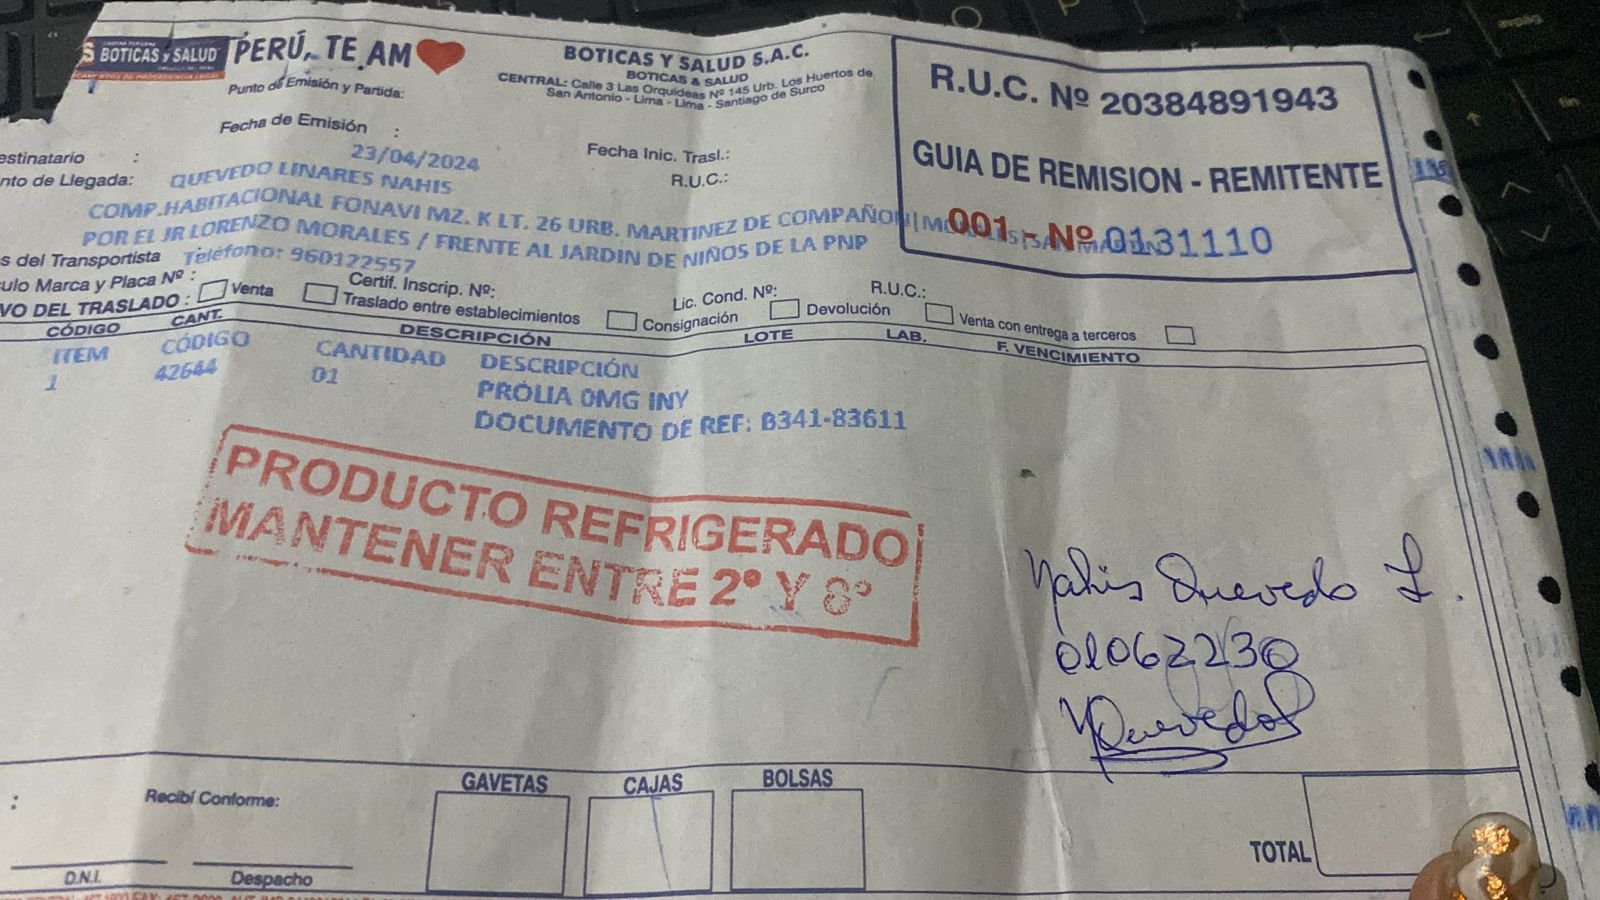 S BOTICAS Y SALUD
PERÚ, TE AM
BOTICAS Y SALUD S.A.C.
BOTICAS & SALUD
CENTRAL: Calle 3 Las Orquídeas Nº 145 Urb. Los Huertos de
San Antonio - Lima - Lima - Santiago de Surco
R.U.C. Nº 20384891943
GUIA DE REMISION - REMITENTE
001 - Nº 0131110
Punto de Emisión y Partida:
Fecha de Emisión :
23/04/2024
Fecha Inic. Trasl.:
estinatario :
QUEVEDO LINARES NAHIS
R.U.C.:
nto de Llegada:
COMP.HABITACIONAL FONAVI MZ. K LT. 26 URB. MARTINEZ DE COMPAÑON
POR EL JR LORENZO MORALES / FRENTE AL JARDIN DE NIÑOS DE LA PNP
s del Transportista
Teléfono: 960122557
R.U.C.:
ulo Marca y Placa Nº :
Certif. Inscrip. Nº:
Lic. Cond. Nº:
VO DEL TRASLADO :
Venta
Traslado entre establecimientos
Consignación
Devolución
Venta con entrega a terceros
CÓDIGO CANT. DESCRIPCIÓN LOTE LAB. F. VENCIMIENTO
ITEM CÓDIGO CANTIDAD DESCRIPCIÓN
1 42644 01 PROLIA 0MG INY
DOCUMENTO DE REF: B341-83611
PRODUCTO REFRIGERADO
MANTENER ENTRE 2° Y 8°
Nahis Quevedo L.
01062230
NQuevedoL
GAVETAS CAJAS BOLSAS
: Recibí Conforme:
TOTAL
D.N.I. Despacho